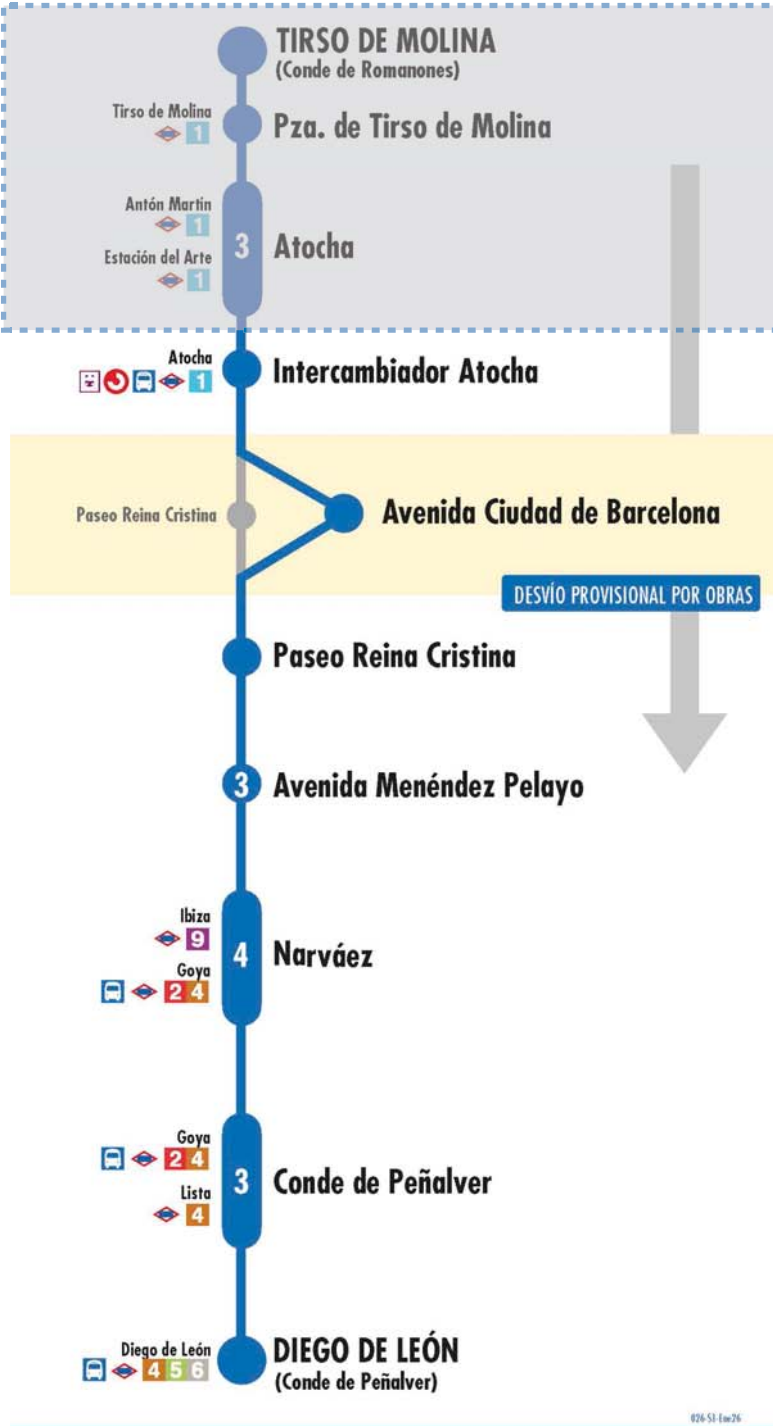 TIRSO DE MOLINA
(Conde de Romanones)
Tirso de Molina
1
Pza. de Tirso de Molina
Antón Martín
1
Estación del Arte
1
3
Atocha
Atocha
1
Intercambiador Atocha
Paseo Reina Cristina
Avenida Ciudad de Barcelona
DESVÍO PROVISIONAL POR OBRAS
Paseo Reina Cristina
3
Avenida Menéndez Pelayo
Ibiza
9
Goya
2 4
4
Narváez
Goya
2 4
Lista
4
3
Conde de Peñalver
Diego de León
4 5 6
DIEGO DE LEÓN
(Conde de Peñalver)
026-S1-Ene26